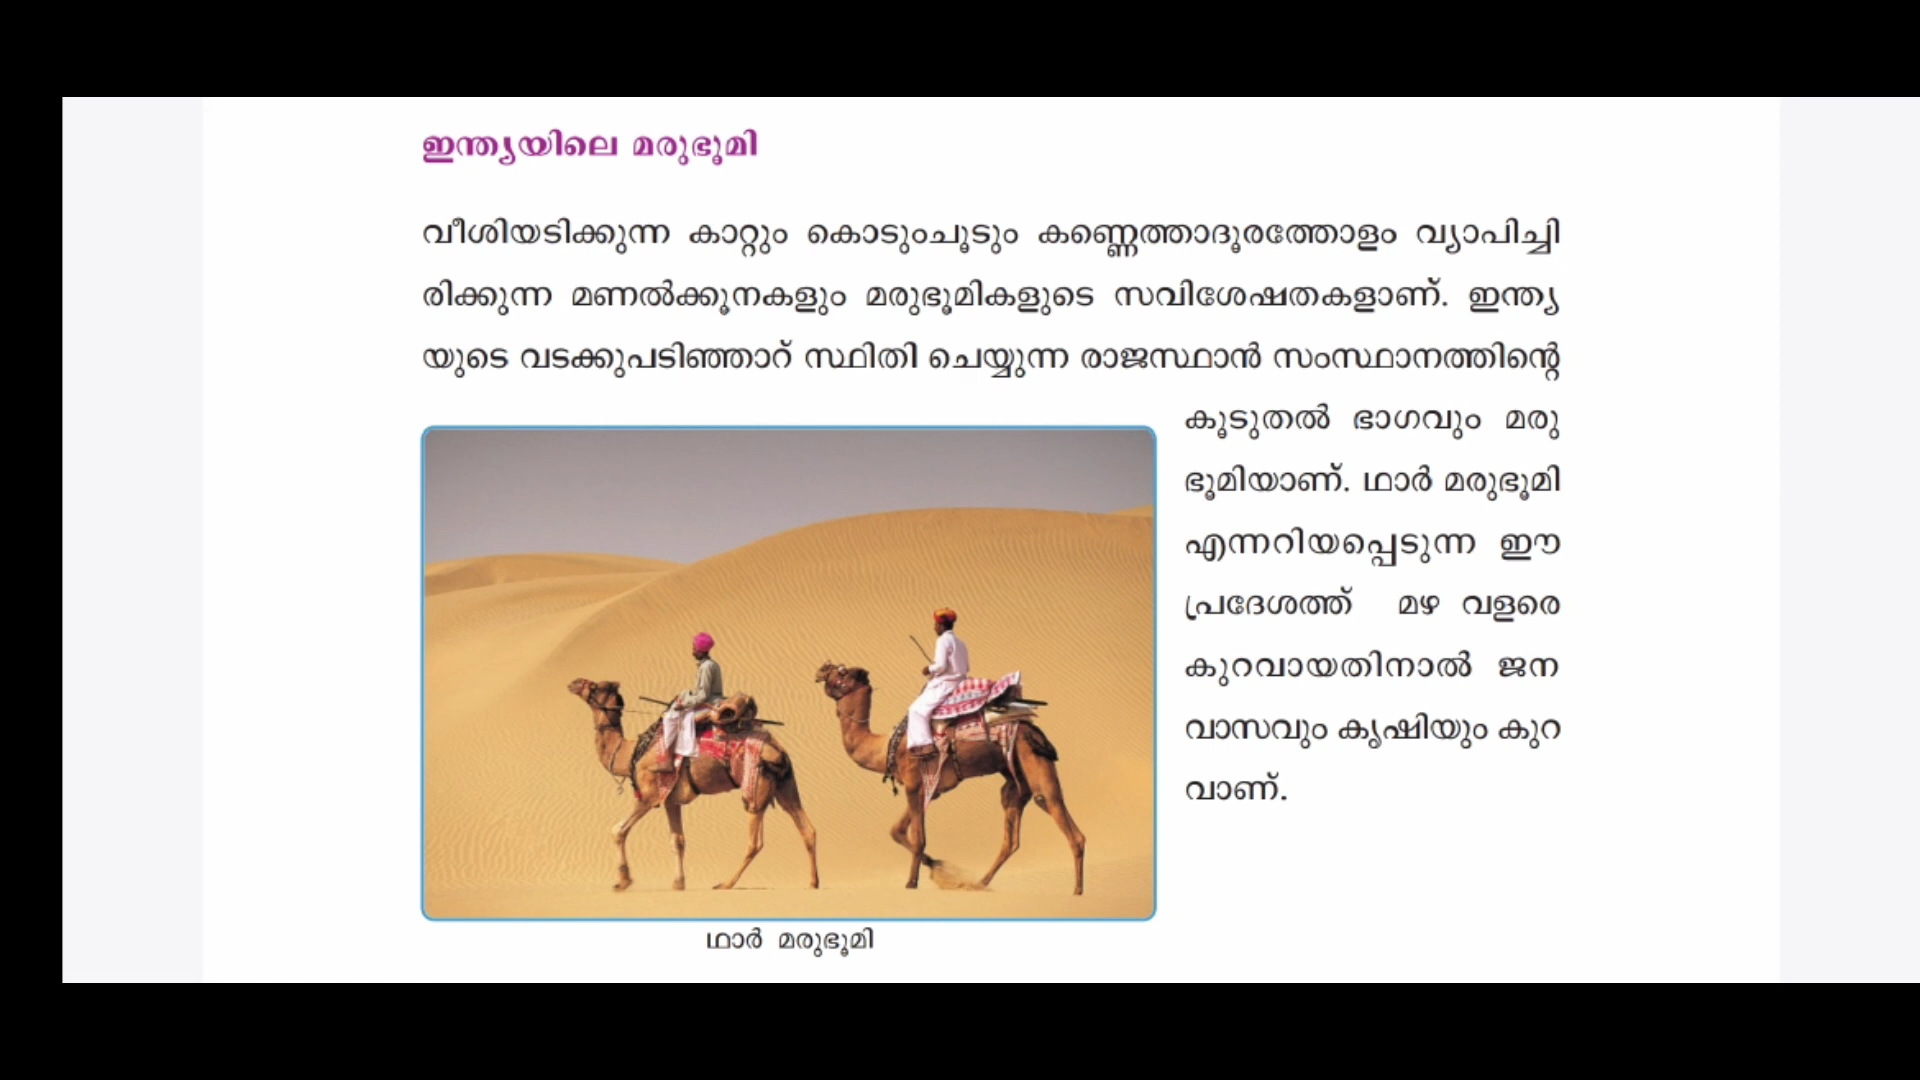 ഇന്ത്യയിലെ മരുഭൂമി
വീശിയടിക്കുന്ന കാറ്റും കൊടുംചൂടും കണ്ണെത്താദൂരത്തോളം വ്യാപിച്ചി
രിക്കുന്ന മണൽക്കൂനകളും മരുഭൂമികളുടെ സവിശേഷതകളാണ്. ഇന്ത്യ
യുടെ വടക്കുപടിഞ്ഞാറ് സ്ഥിതി ചെയ്യുന്ന രാജസ്ഥാൻ സംസ്ഥാനത്തിന്റെ
കൂടുതൽ ഭാഗവും മരു
ഭൂമിയാണ്. ഥാർ മരുഭൂമി
എന്നറിയപ്പെടുന്ന ഈ
പ്രദേശത്ത് മഴ വളരെ
കുറവായതിനാൽ ജന
വാസവും കൃഷിയും കുറ
വാണ്.
ഥാർ മരുഭൂമി